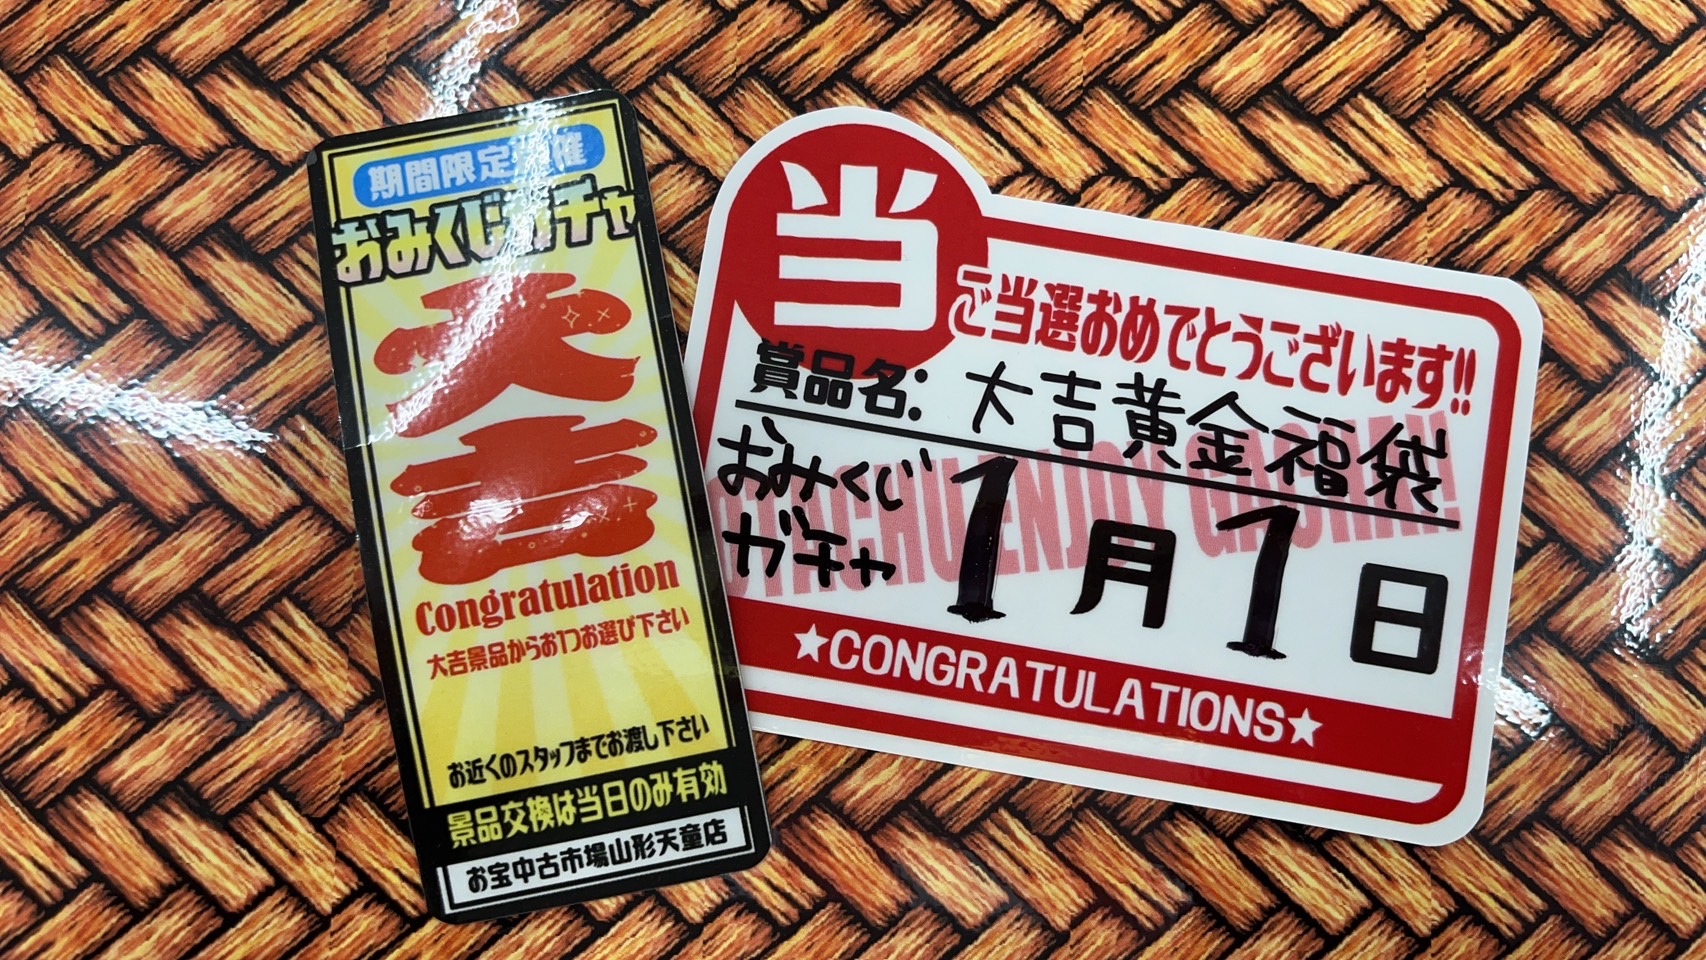 期間限定開催
おみくじガチャ
大吉
Congratulation
大吉景品からお1つお選び下さい
お近くのスタッフまでお渡し下さい
景品交換は当日のみ有効
お宝中古市場山形天童店
当
ご当選おめでとうございます!!
賞品名: 大吉黄金福袋
おみくじ
ガチャ
1月1日
★CONGRATULATIONS★